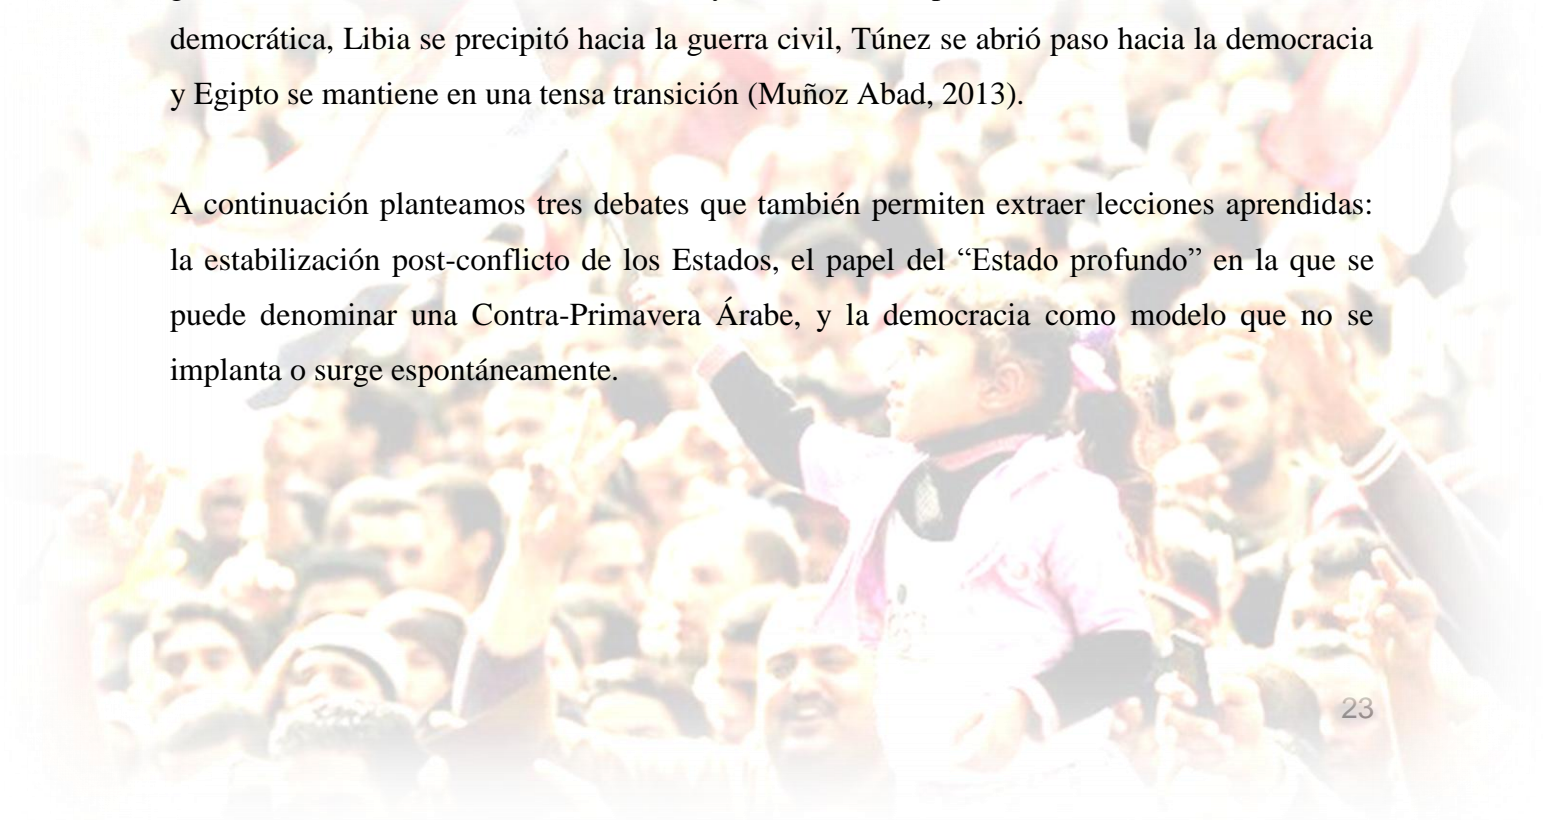 democrática, Libia se precipitó hacia la guerra civil, Túnez se abrió paso hacia la democracia
y Egipto se mantiene en una tensa transición (Muñoz Abad, 2013).
A continuación planteamos tres debates que también permiten extraer lecciones aprendidas:
la estabilización post-conflicto de los Estados, el papel del “Estado profundo” en la que se
puede denominar una Contra-Primavera Árabe, y la democracia como modelo que no se
implanta o surge espontáneamente.
23